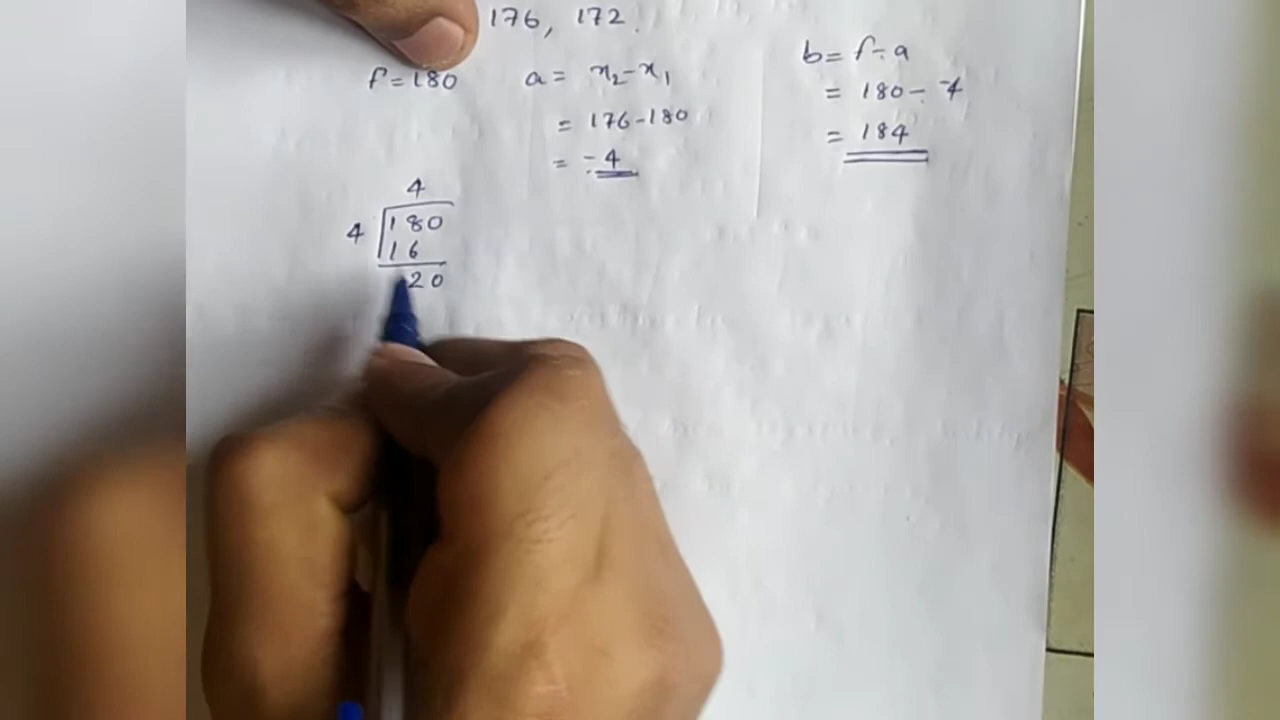 176, 172.
f = 180
a = x₂-x₁
= 176-180
= -4
b = f-a
= 180- -4
= 184
4
4 180
16
20